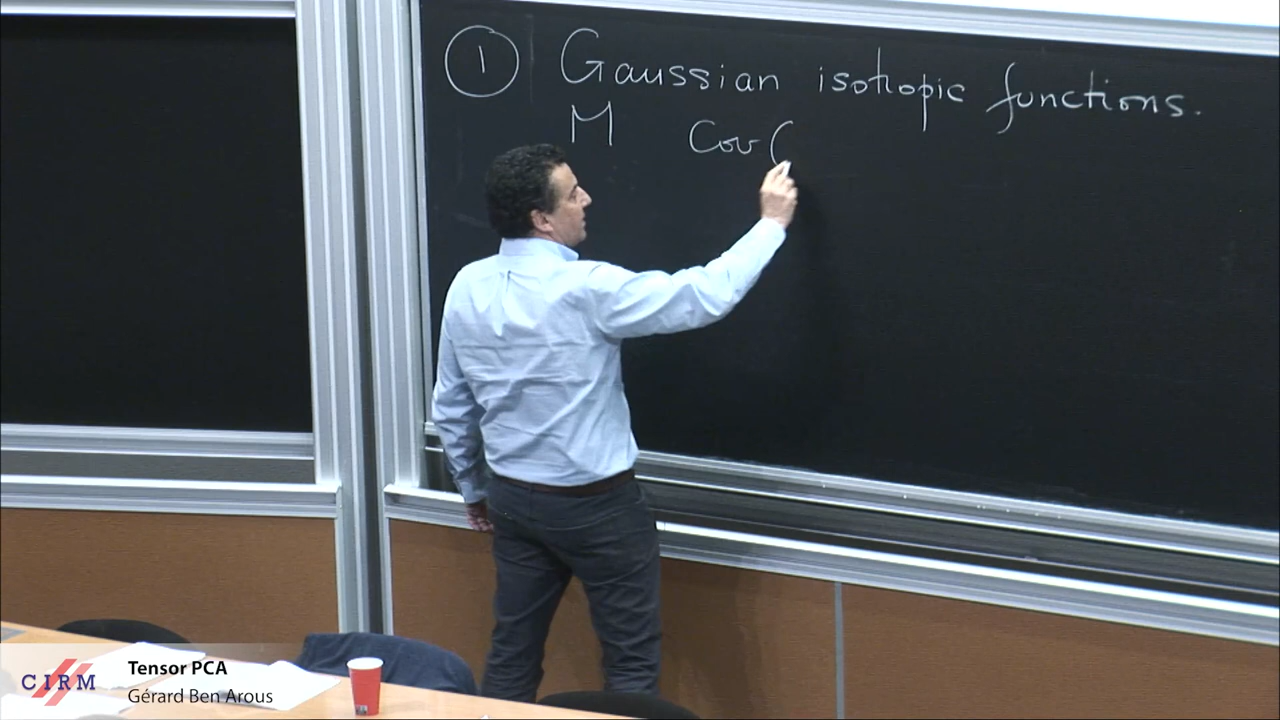 ① Gaussian isotropic functions.
M Cov (
CIRM
Tensor PCA
Gérard Ben Arous